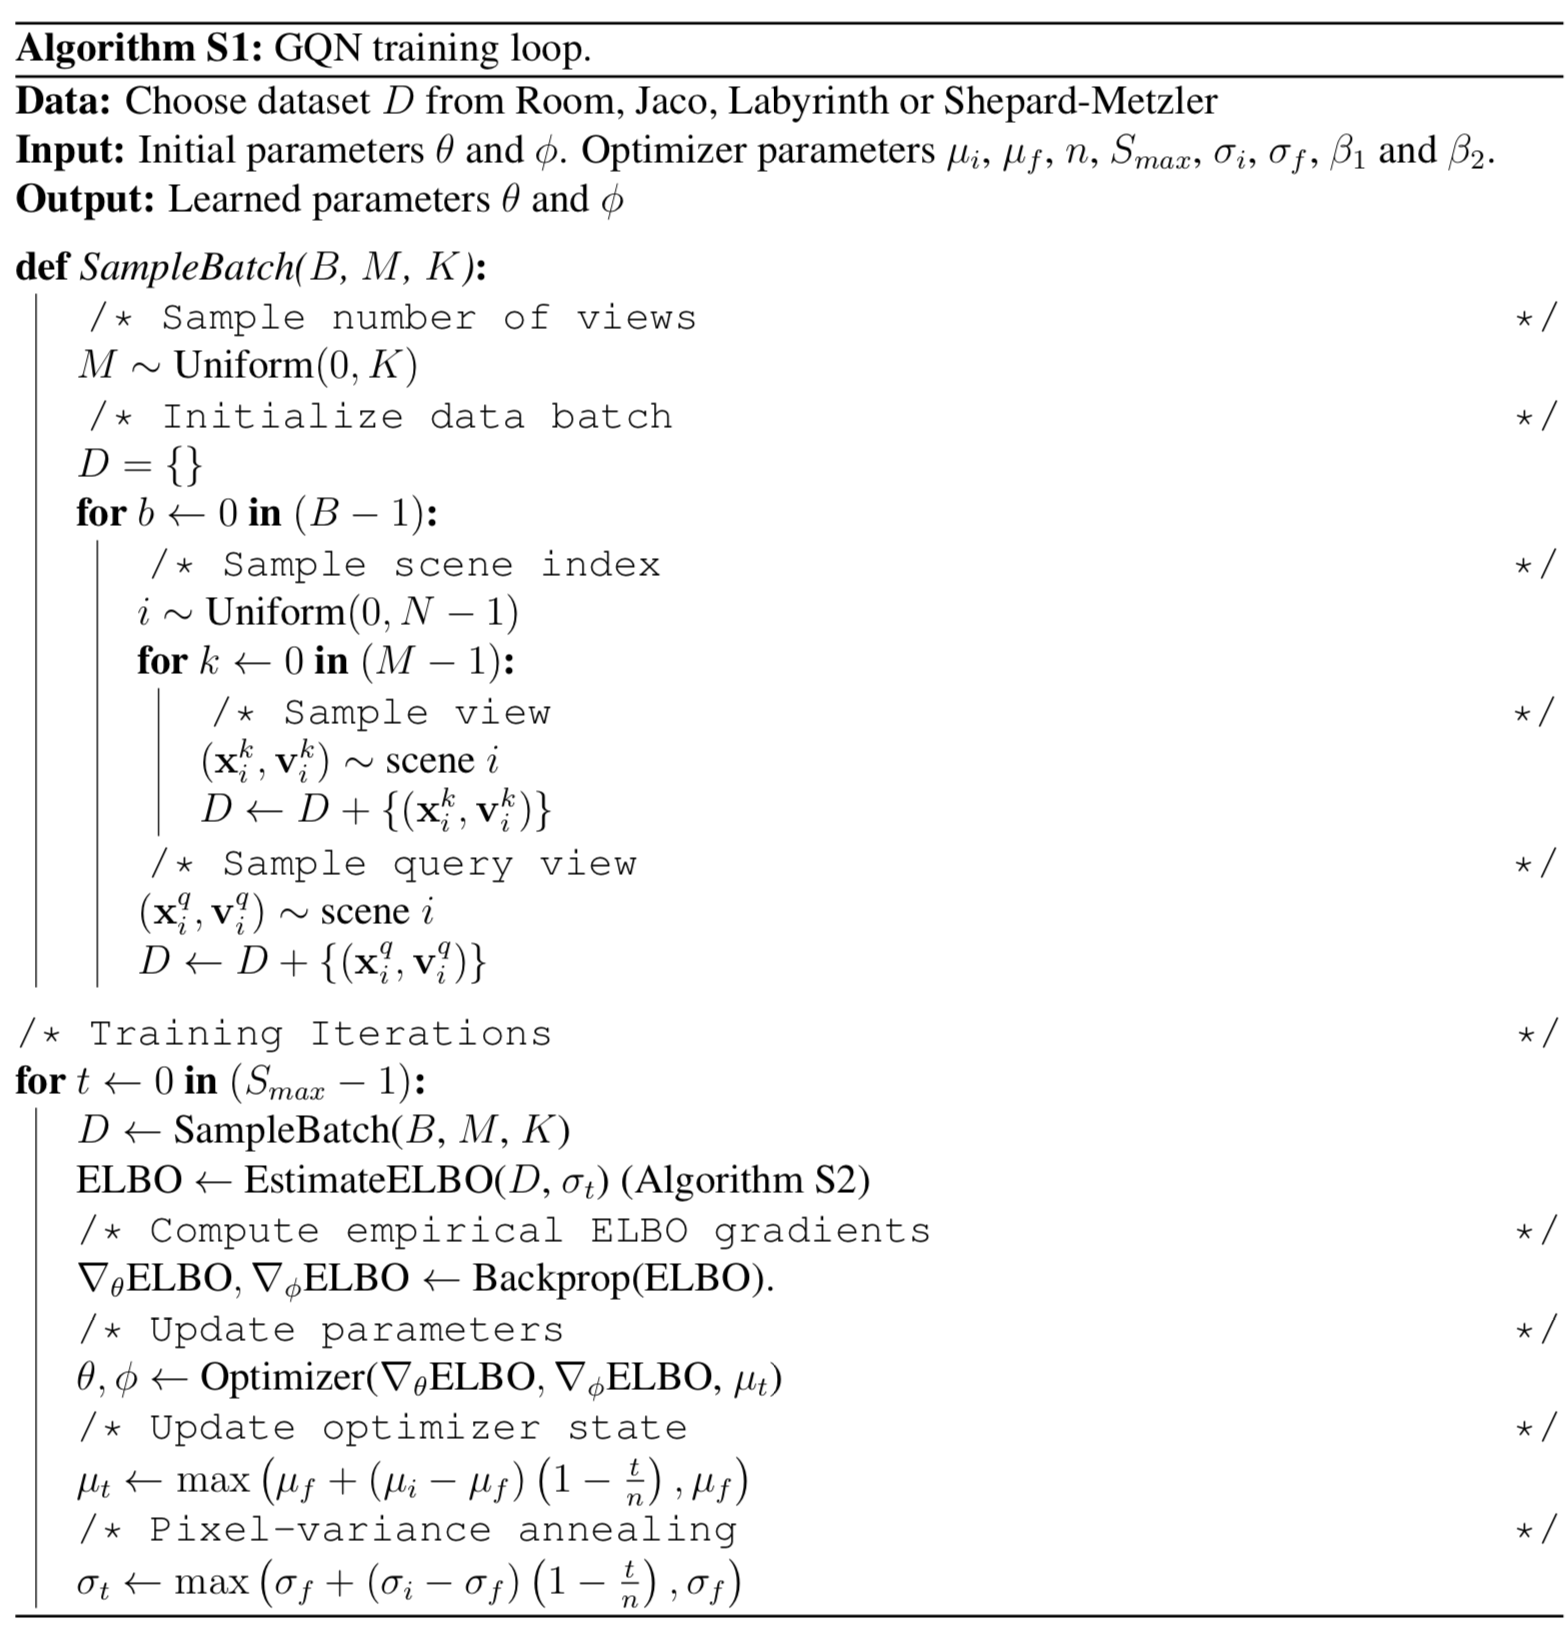 Algorithm S1: GQN training loop.
Data: Choose dataset D from Room, Jaco, Labyrinth or Shepard-Metzler
Input: Initial parameters θ and ϕ. Optimizer parameters μ_i, μ_f, n, S_max, σ_i, σ_f, β_1 and β_2.
Output: Learned parameters θ and ϕ
def SampleBatch(B, M, K):
/* Sample number of views */
M ∼ Uniform(0, K)
/* Initialize data batch */
D = {}
for b ← 0 in (B − 1):
/* Sample scene index */
i ∼ Uniform(0, N − 1)
for k ← 0 in (M − 1):
/* Sample view */
(x_i^k, v_i^k) ∼ scene i
D ← D + {(x_i^k, v_i^k)}
/* Sample query view */
(x_i^q, v_i^q) ∼ scene i
D ← D + {(x_i^q, v_i^q)}
/* Training Iterations */
for t ← 0 in (S_max − 1):
D ← SampleBatch(B, M, K)
ELBO ← EstimateELBO(D, σ_t) (Algorithm S2)
/* Compute empirical ELBO gradients */
∇_θELBO, ∇_ϕELBO ← Backprop(ELBO).
/* Update parameters */
θ, ϕ ← Optimizer(∇_θELBO, ∇_ϕELBO, μ_t)
/* Update optimizer state */
μ_t ← max (μ_f + (μ_i − μ_f) (1 − t/n) , μ_f)
/* Pixel-variance annealing */
σ_t ← max (σ_f + (σ_i − σ_f) (1 − t/n) , σ_f)